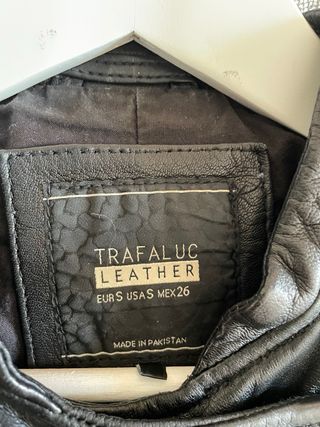 TRAFALUC
LEATHER
EUR S USA S MEX 26
MADE IN PAKISTAN